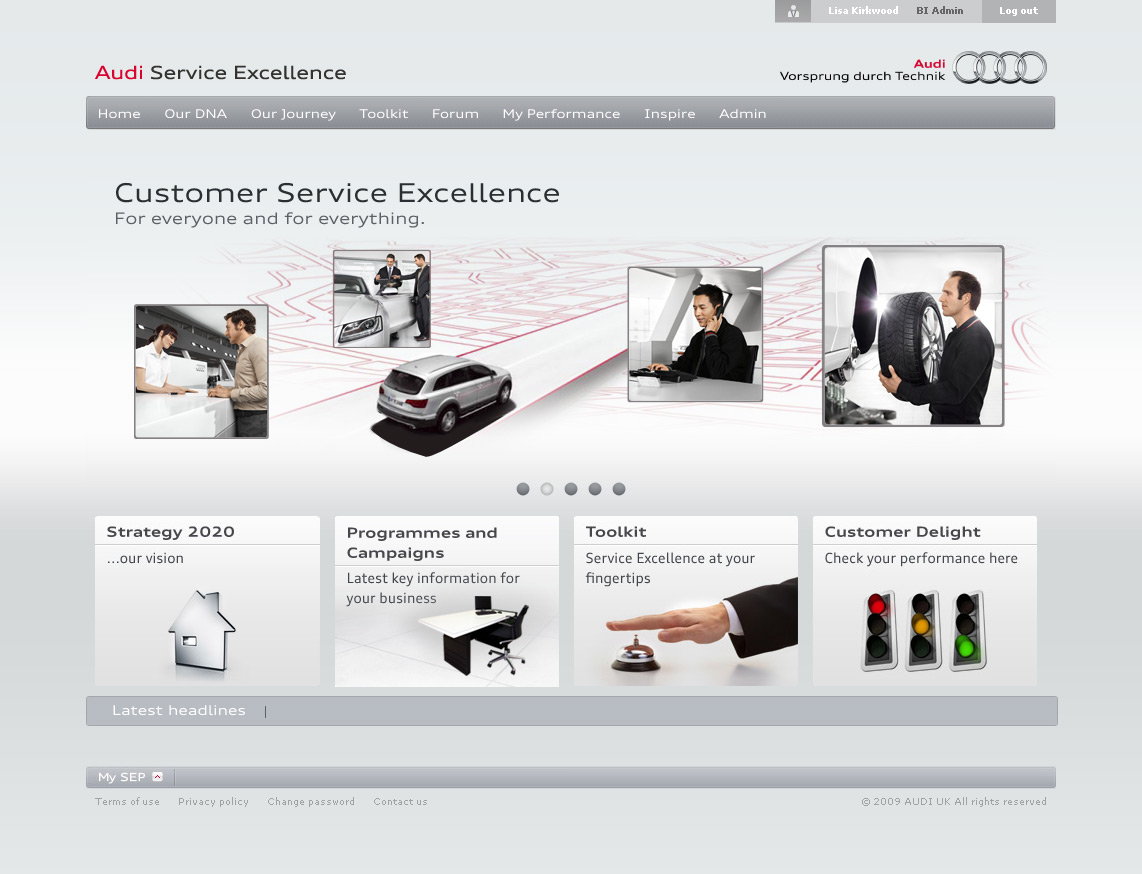 Lisa Kirkwood BI Admin Log out
Audi Service Excellence
Audi
Vorsprung durch Technik
Home Our DNA Our Journey Toolkit Forum My Performance Inspire Admin
Customer Service Excellence
For everyone and for everything.
Strategy 2020
...our vision
Programmes and
Campaigns
Latest key information for
your business
Toolkit
Service Excellence at your
fingertips
Customer Delight
Check your performance here
Latest headlines
My SEP
Terms of use Privacy policy Change password Contact us
© 2009 AUDI UK All rights reserved